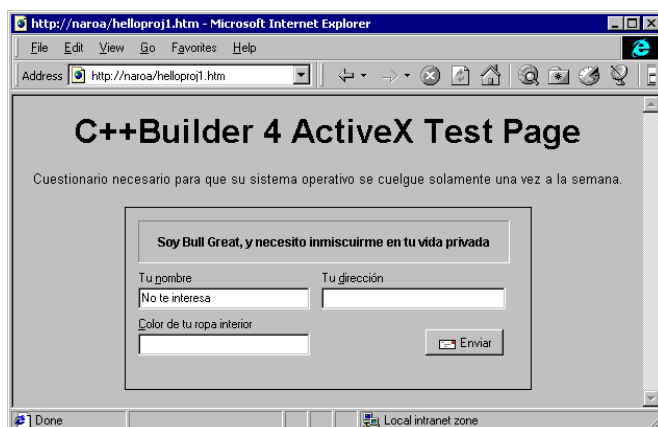 http://naroa/helloproj1.htm - Microsoft Internet Explorer
File Edit View Go Favorites Help
Address http://naroa/helloproj1.htm
C++Builder 4 ActiveX Test Page
Cuestionario necesario para que su sistema operativo se cuelgue solamente una vez a la semana.
Soy Bull Great, y necesito inmiscuirme en tu vida privada
Tu nombre Tu dirección
No te interesa
Color de tu ropa interior
Enviar
Done Local intranet zone